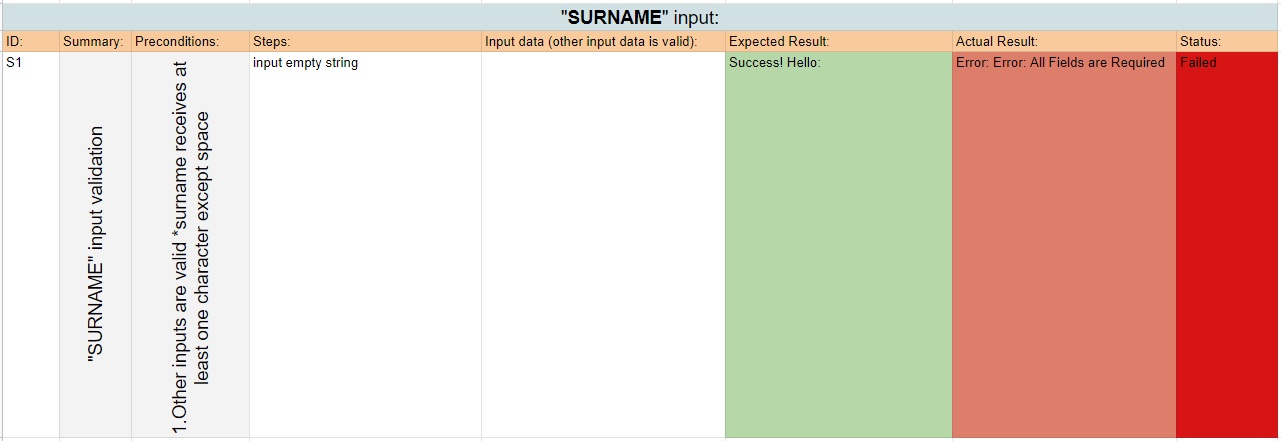 "SURNAME" input:
ID: Summary: Preconditions: Steps: Input data (other input data is valid): Expected Result: Actual Result: Status:
S1
"SURNAME" input validation
1.Other inputs are valid *surname receives at
least one character except space
input empty string
Success! Hello:
Error: Error: All Fields are Required
Failed